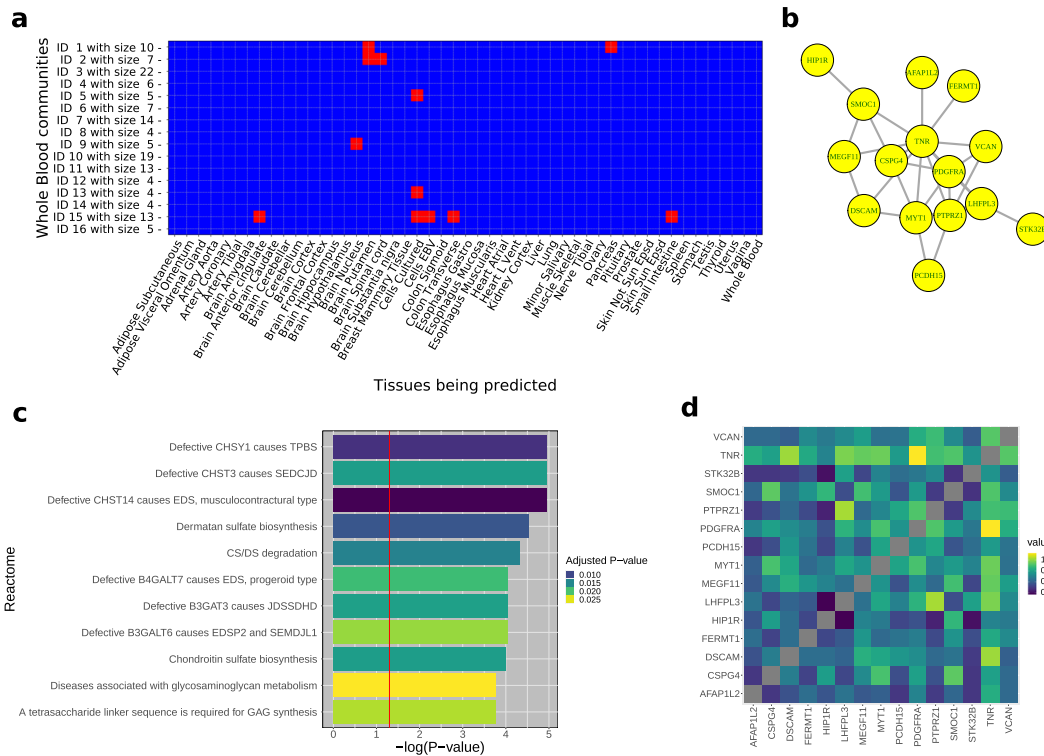 a
Whole Blood communities
ID 1 with size 10 -
ID 2 with size 7 -
ID 3 with size 22 -
ID 4 with size 6 -
ID 5 with size 5 -
ID 6 with size 7 -
ID 7 with size 14 -
ID 8 with size 4 -
ID 9 with size 5 -
ID 10 with size 19 -
ID 11 with size 13 -
ID 12 with size 4 -
ID 13 with size 4 -
ID 14 with size 4 -
ID 15 with size 13 -
ID 16 with size 5 -
Adipose Subcutaneous
Adipose Visceral Omentum
Adrenal Gland
Artery Aorta
Artery Coronary
Artery Tibial
Brain Amygdala
Brain Anterior Cingulate
Brain Caudate
Brain Cerebellar
Brain Cerebellum
Brain Cortex
Brain Frontal Cortex
Brain Hippocampus
Brain Hypothalamus
Brain Nucleus
Brain Putamen
Brain Spinal cord
Brain Substantia nigra
Breast Mammary Tissue
Cells Cultured
Cells EBV
Colon Sigmoid
Colon Transverse
Esophagus Gastro
Esophagus Mucosa
Esophagus Muscularis
Heart Atrial
Heart L Vent
Kidney Cortex
Liver
Lung
Minor Salivary
Muscle Skeletal
Nerve Tibial
Ovary
Pancreas
Pituitary
Prostate
Skin Not Sun Epsd
Skin Sun Epsd
Small Intestine
Spleen
Stomach
Testis
Thyroid
Uterus
Vagina
Whole Blood
Tissues being predicted
b
HIP1R
AFAP1L2
FERMT1
SMOC1
TNR
VCAN
MEGF11
CSPG4
PDGFRA
LHFPL3
DSCAM
MYT1
PTPRZ1
STK32B
PCDH15
c
Reactome
Defective CHSY1 causes TPBS
Defective CHST3 causes SEDCJD
Defective CHST14 causes EDS, musculocontractural type
Dermatan sulfate biosynthesis
CS/DS degradation
Defective B4GALT7 causes EDS, progeroid type
Defective B3GAT3 causes JDSSDHD
Defective B3GALT6 causes EDSP2 and SEMDJL1
Chondroitin sulfate biosynthesis
Diseases associated with glycosaminoglycan metabolism
A tetrasaccharide linker sequence is required for GAG synthesis
0 1 2 3 4 5
−log(P−value)
Adjusted P−value
0.010
0.015
0.020
0.025
d
VCAN
TNR
STK32B
SMOC1
PTPRZ1
PDGFRA
PCDH15
MYT1
MEGF11
LHFPL3
HIP1R
FERMT1
DSCAM
CSPG4
AFAP1L2
AFAP1L2
CSPG4
DSCAM
FERMT1
HIP1R
LHFPL3
MEGF11
MYT1
PCDH15
PDGFRA
PTPRZ1
SMOC1
STK32B
TNR
VCAN